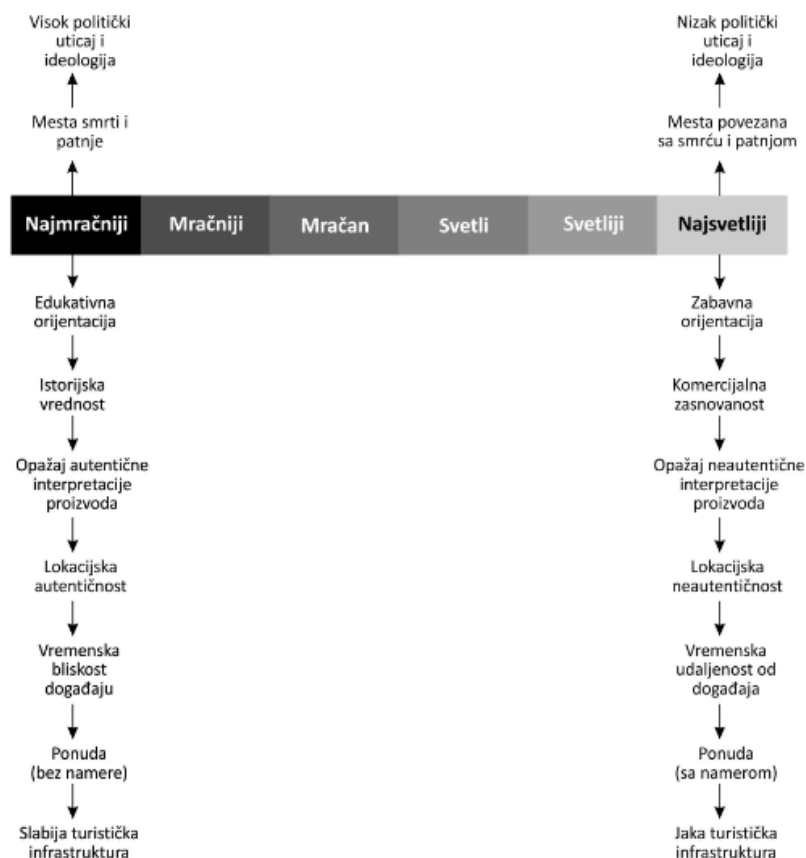 Visok politički
uticaj i
ideologija
Nizak politički
uticaj i
ideologija
Mesta smrti i
patnje
Mesta povezana
sa smrću i patnjom
Najmračniji
Mračniji
Mračan
Svetli
Svetliji
Najsvetliji
Edukativna
orijentacija
Zabavna
orijentacija
Istorijska
vrednost
Komercijalna
zasnovanost
Opažaj autentične
interpretacije
proizvoda
Opažaj neautentične
interpretacije
proizvoda
Lokacijska
autentičnost
Lokacijska
neautentičnost
Vremenska
bliskost
događaju
Vremenska
udaljenost od
događaja
Ponuda
(bez namere)
Ponuda
(sa namerom)
Slabija turistička
infrastruktura
Jaka turistička
infrastruktura